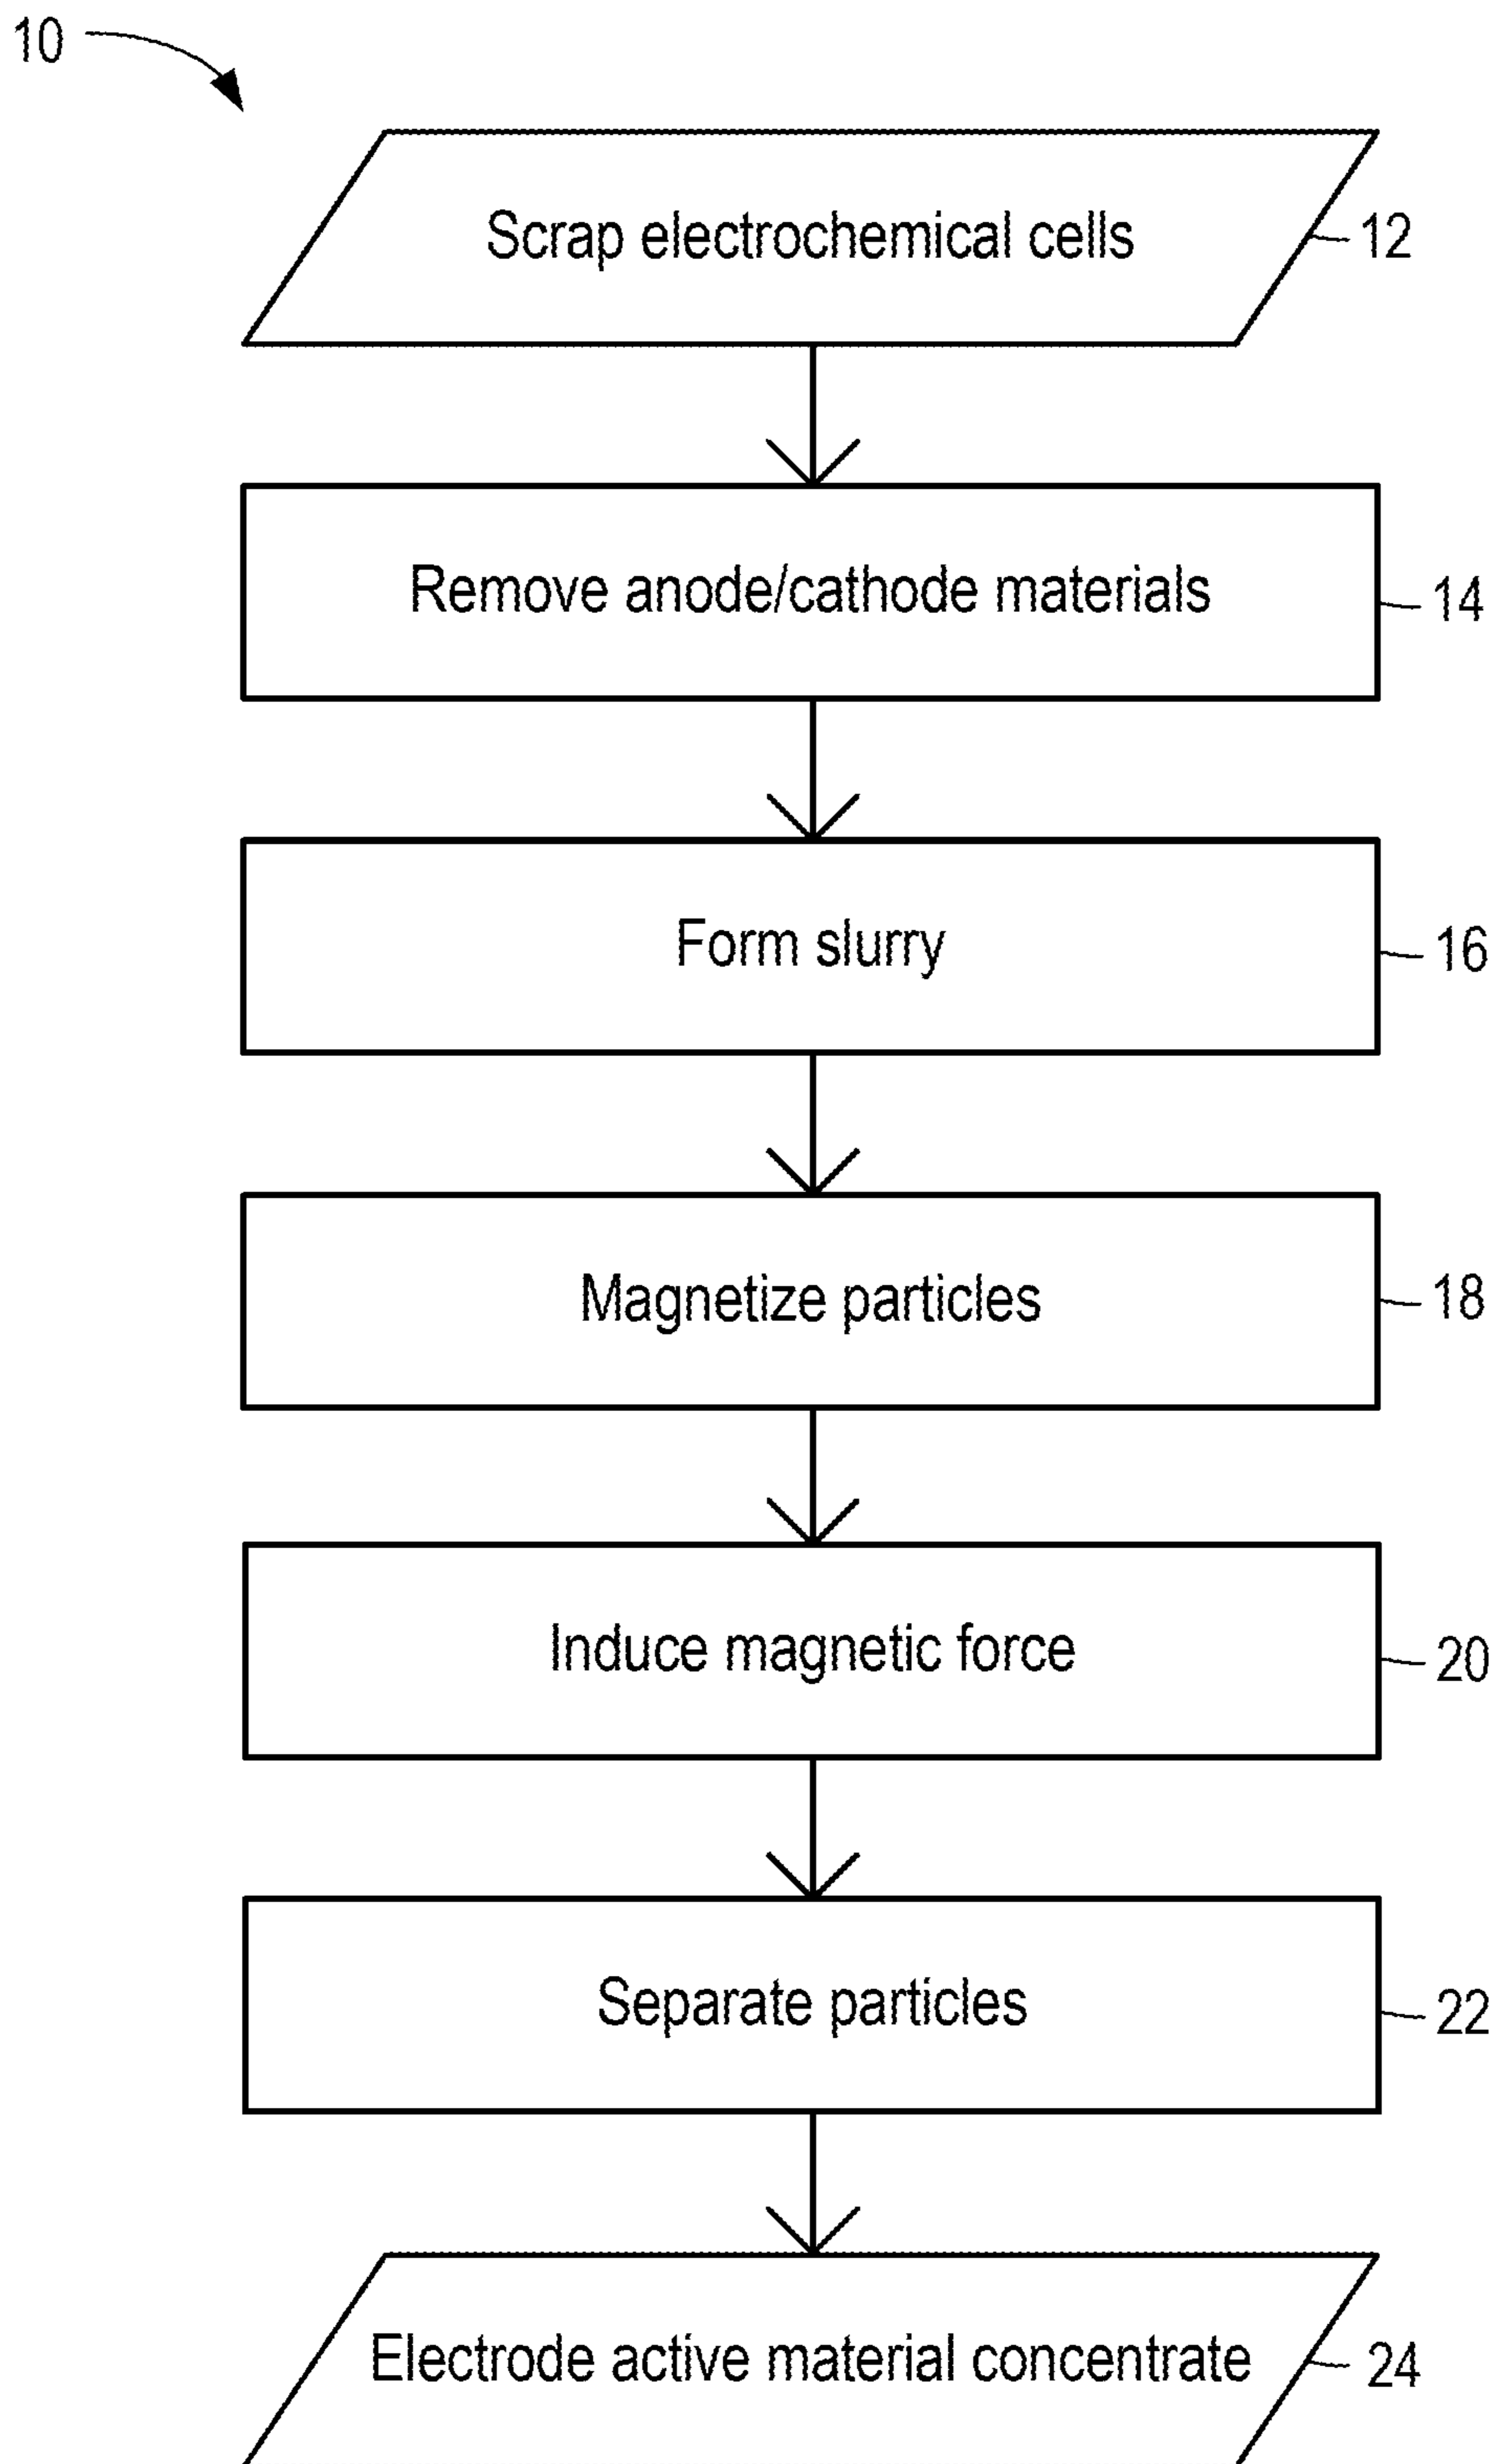 10
Scrap electrochemical cells
12
Remove anode/cathode materials
14
Form slurry
16
Magnetize particles
18
Induce magnetic force
20
Separate particles
22
Electrode active material concentrate
24